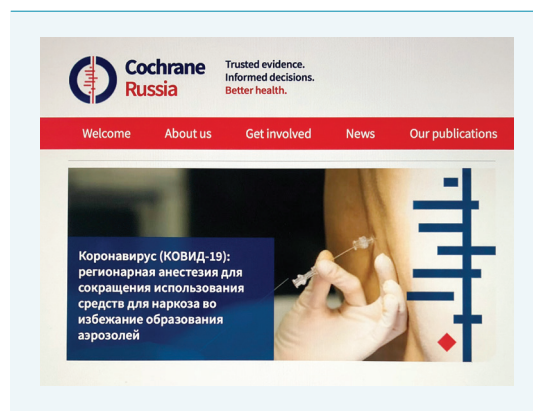 Cochrane
Russia
Trusted evidence.
Informed decisions.
Better health.
Welcome About us Get involved News Our publications
Коронавирус (КОВИД-19):
регионарная анестезия для
сокращения использования
средств для наркоза во
избежание образования
аэрозолей